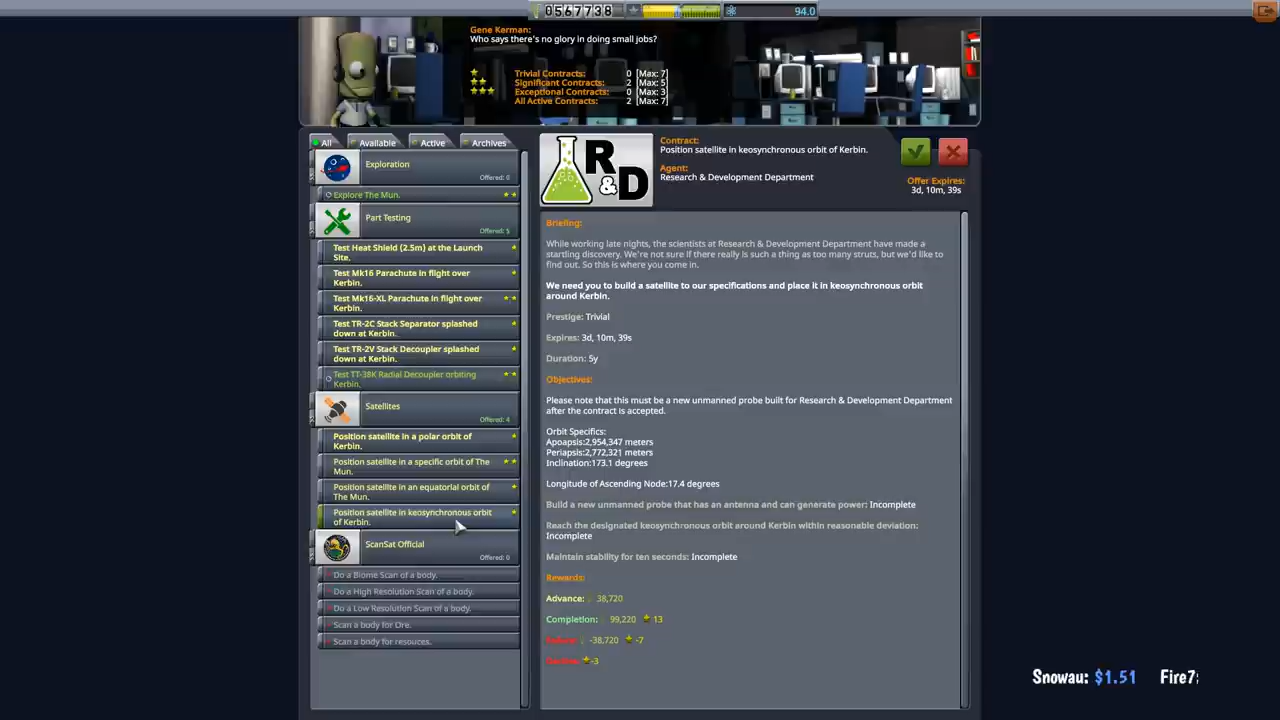 0567738
94.0
Gene Kerman:
Who says there's no glory in doing small jobs?
Trivial Contracts: 0 [Max: 7]
Significant Contracts: 2 [Max: 5]
Exceptional Contracts: 0 [Max: 3]
All Active Contracts: 2 [Max: 7]
All
Available
Active
Archives
Exploration
Offered: 0
Explore The Mun.
Part Testing
Offered: 5
Test Heat Shield (2.5m) at the Launch
Site.
Test Mk16 Parachute in flight over
Kerbin.
Test Mk16-XL Parachute in flight over
Kerbin.
Test TR-2C Stack Separator splashed
down at Kerbin.
Test TR-2V Stack Decoupler splashed
down at Kerbin.
Test TT-38K Radial Decoupler orbiting
Kerbin.
Satellites
Offered: 4
Position satellite in a polar orbit of
Kerbin.
Position satellite in a specific orbit of The
Mun.
Position satellite in an equatorial orbit of
The Mun.
Position satellite in keosynchronous orbit
of Kerbin.
ScanSat Official
Offered: 0
Do a Biome Scan of a body.
Do a High Resolution Scan of a body.
Do a Low Resolution Scan of a body.
Scan a body for Ore.
Scan a body for resouces.
R&D
Contract:
Position satellite in keosynchronous orbit of Kerbin.
Agent:
Research & Development Department
Offer Expires:
3d, 10m, 39s
Briefing:
While working late nights, the scientists at Research & Development Department have made a
startling discovery. We're not sure if there really is such a thing as too many struts, but we'd like to
find out. So this is where you come in.
We need you to build a satellite to our specifications and place it in keosynchronous orbit
around Kerbin.
Prestige: Trivial
Expires: 3d, 10m, 39s
Duration: 5y
Objectives:
Please note that this must be a new unmanned probe built for Research & Development Department
after the contract is accepted.
Orbit Specifics:
Apoapsis:2,954,347 meters
Periapsis:2,772,321 meters
Inclination:173.1 degrees
Longitude of Ascending Node:17.4 degrees
Build a new unmanned probe that has an antenna and can generate power: Incomplete
Reach the designated keosynchronous orbit around Kerbin within reasonable deviation:
Incomplete
Maintain stability for ten seconds: Incomplete
Rewards:
Advance: 38,720
Completion: 99,220 13
Failure: -38,720 -7
Decline: -3
Snowau: $1.51 Fire7